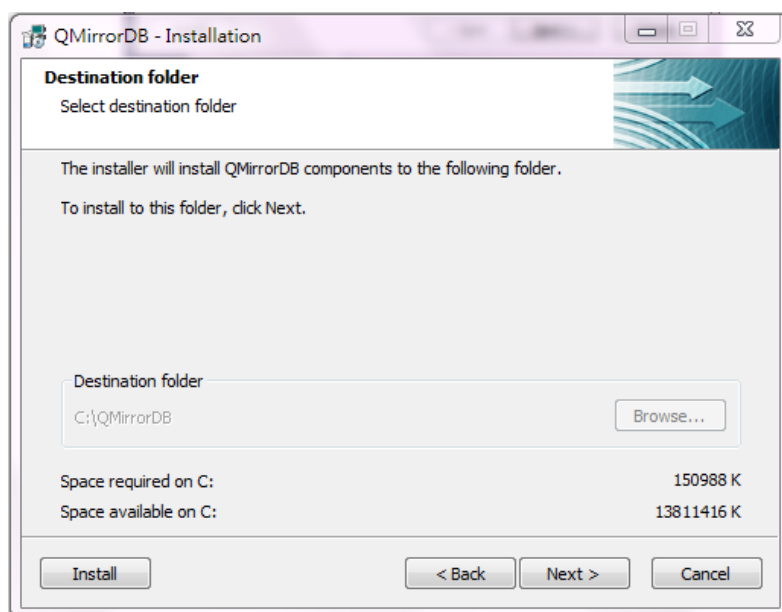 QMirrorDB - Installation
Destination folder
Select destination folder
The installer will install QMirrorDB components to the following folder.
To install to this folder, click Next.
Destination folder
C:\QMirrorDB
Browse...
Space required on C: 150988 K
Space available on C: 13811416 K
Install
< Back
Next >
Cancel